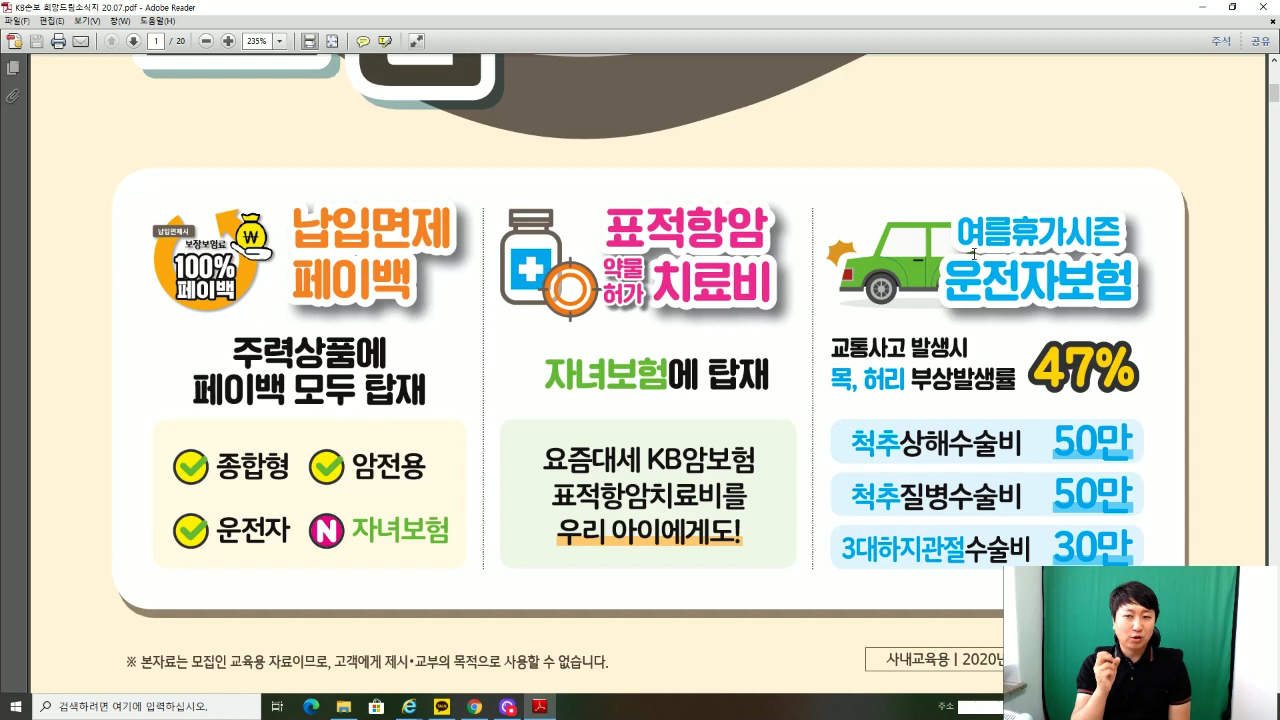 KB손보 희망드림소식지 20.07.pdf - Adobe Reader
파일(F) 편집(E) 보기(V) 창(W) 도움말(H)
1 / 20 235% 주석 공유
납입면제시
보장보험료
100%
페이백
납입면제
페이백
주력상품에
페이백 모두 탑재
종합형 암전용
운전자 N 자녀보험
표적항암
약물
허가
치료비
자녀보험에 탑재
요즘대세 KB암보험
표적항암치료비를
우리 아이에게도!
여름휴가시즌
운전자보험
교통사고 발생시
목, 허리 부상발생률
47%
척추상해수술비 50만
척추질병수술비 50만
3대하지관절수술비 30만
※ 본자료는 모집인 교육용 자료이므로, 고객에게 제시•교부의 목적으로 사용할 수 없습니다.
사내교육용 | 2020년
검색하려면 여기에 입력하십시오.
TALK
주소